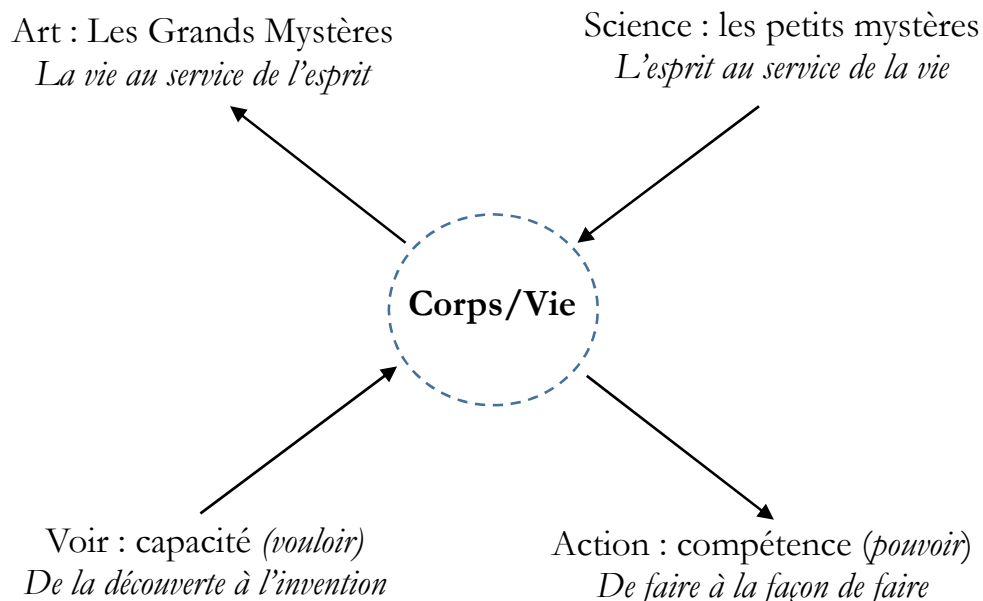 Art : Les Grands Mystères
La vie au service de l’esprit
Science : les petits mystères
L’esprit au service de la vie
Corps/Vie
Voir : capacité (vouloir)
De la découverte à l’invention
Action : compétence (pouvoir)
De faire à la façon de faire